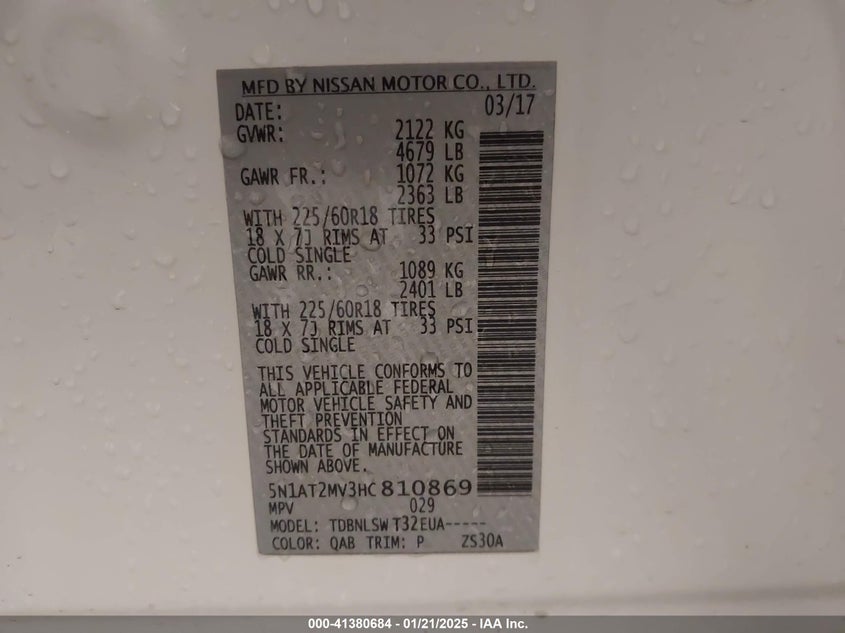 MFD BY NISSAN MOTOR CO., LTD.
DATE: 03/17
GVWR: 2122 KG
4679 LB
GAWR FR.: 1072 KG
2363 LB
WITH 225/60R18 TIRES
18 X 7J RIMS AT 33 PSI
COLD SINGLE
GAWR RR.: 1089 KG
2401 LB
WITH 225/60R18 TIRES
18 X 7J RIMS AT 33 PSI
COLD SINGLE
THIS VEHICLE CONFORMS TO
ALL APPLICABLE FEDERAL
MOTOR VEHICLE SAFETY AND
THEFT PREVENTION
STANDARDS IN EFFECT ON
THE DATE OF MANUFACTURE
SHOWN ABOVE.
5N1AT2MV3HC810869
MPV 029
MODEL: TDBNLSW T32EUA-----
COLOR: QAB TRIM: P ZS30A
000-41380684 - 01/21/2025 - IAA Inc.